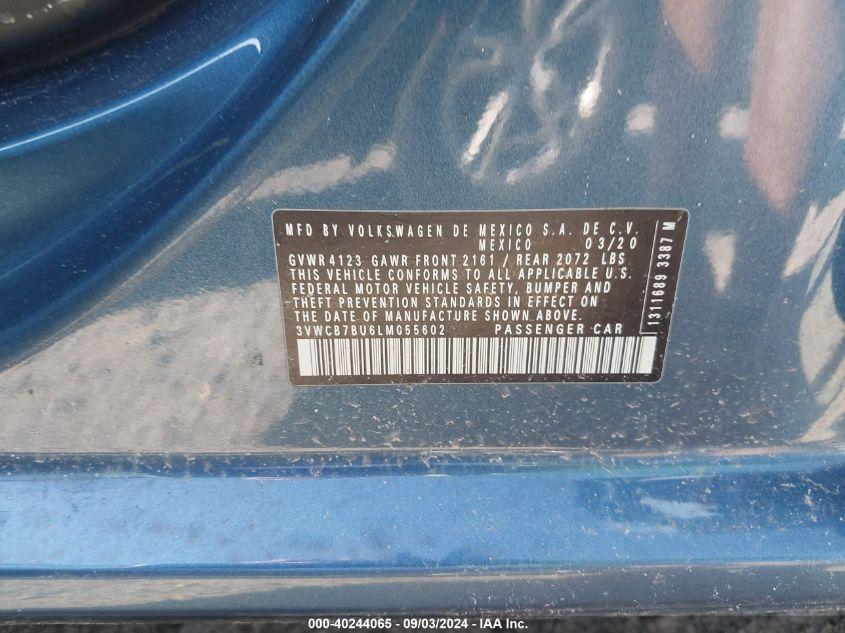 MFD BY VOLKSWAGEN DE MEXICO S.A. DE C.V.
MEXICO 03/20
GVWR 4123 GAWR FRONT 2161 / REAR 2072 LBS
THIS VEHICLE CONFORMS TO ALL APPLICABLE U.S.
FEDERAL MOTOR VEHICLE SAFETY, BUMPER AND
THEFT PREVENTION STANDARDS IN EFFECT ON
THE DATE OF MANUFACTURE SHOWN ABOVE.
3VWCB7BU6LM055602 PASSENGER CAR
1311689 3387 M
000-40244065 - 09/03/2024 - IAA Inc.